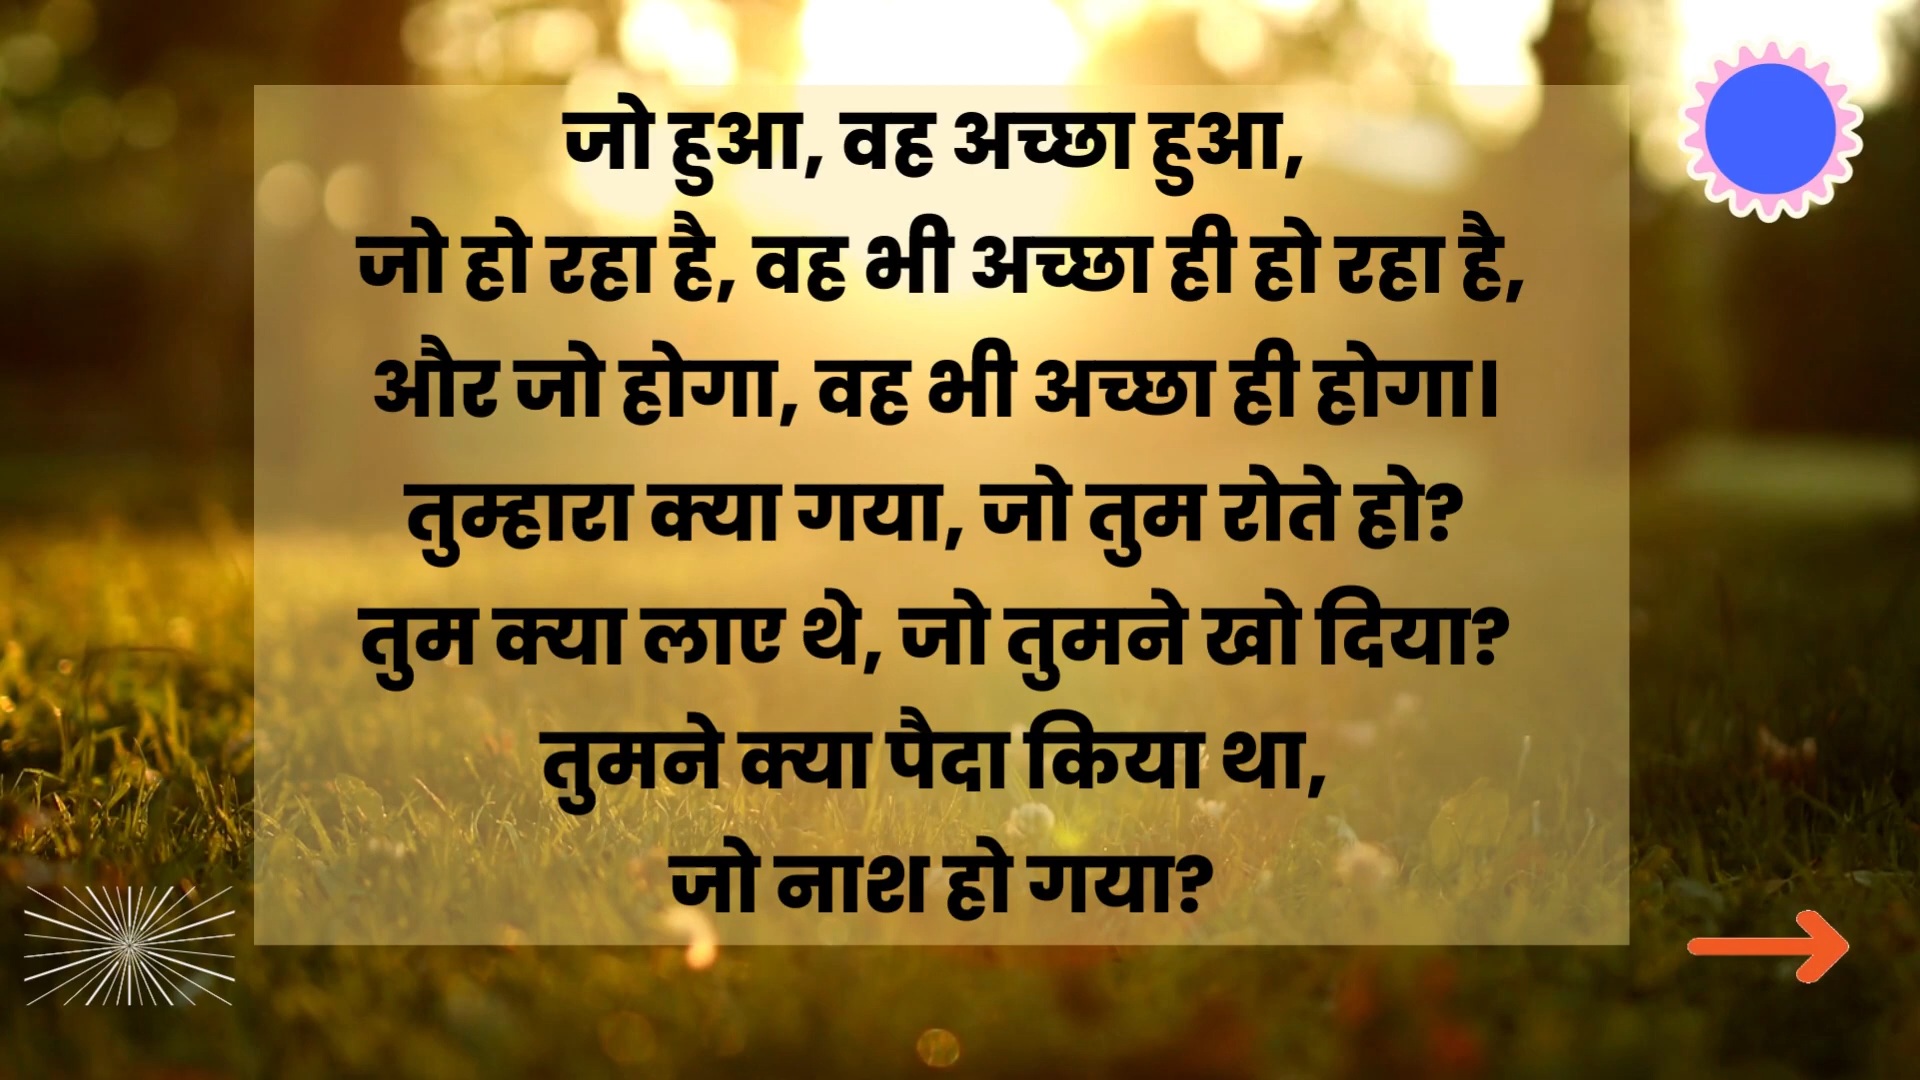 जो हुआ, वह अच्छा हुआ,
जो हो रहा है, वह भी अच्छा ही हो रहा है,
और जो होगा, वह भी अच्छा ही होगा।
तुम्हारा क्या गया, जो तुम रोते हो?
तुम क्या लाए थे, जो तुमने खो दिया?
तुमने क्या पैदा किया था,
जो नाश हो गया?